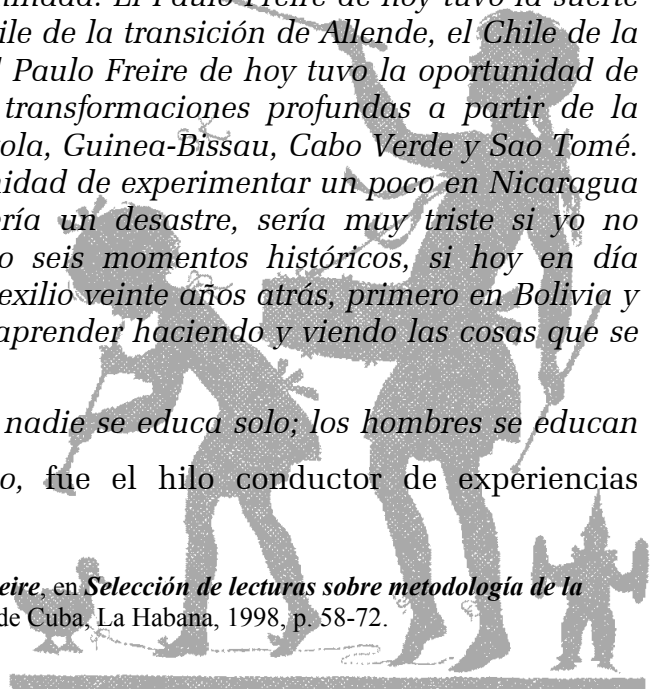 El Paulo Freire de hoy tuvo la suerte
ile de la transición de Allende, el Chile de la
l Paulo Freire de hoy tuvo la oportunidad de
transformaciones profundas a partir de la
ola, Guinea-Bissau, Cabo Verde y Sao Tomé.
nidad de experimentar un poco en Nicaragua
ería un desastre, sería muy triste si yo no
o seis momentos históricos, si hoy en día
exilio veinte años atrás, primero en Bolivia y
aprender haciendo y viendo las cosas que se
nadie se educa solo; los hombres se educan
o, fue el hilo conductor de experiencias
eire, en Selección de lecturas sobre metodología de la
de Cuba, La Habana, 1998, p. 58-72.